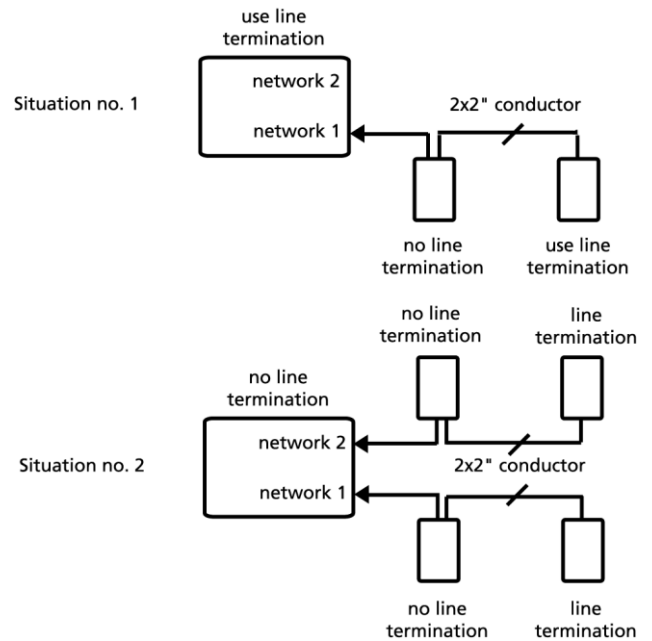 use line
termination
Situation no. 1
network 2
network 1
2x2" conductor
no line
termination
use line
termination
no line
termination
line
termination
no line
termination
Situation no. 2
network 2
network 1
2x2" conductor
no line
termination
line
termination